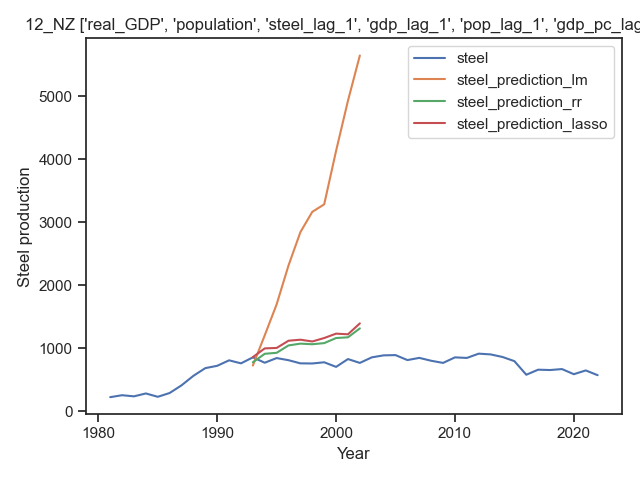 12_NZ ['real_GDP', 'population', 'steel_lag_1', 'gdp_lag_1', 'pop_lag_1', 'gdp_pc_lag
steel
steel_prediction_lm
steel_prediction_rr
steel_prediction_lasso
5000
4000
3000
2000
1000
0
Steel production
1980 1990 2000 2010 2020
Year